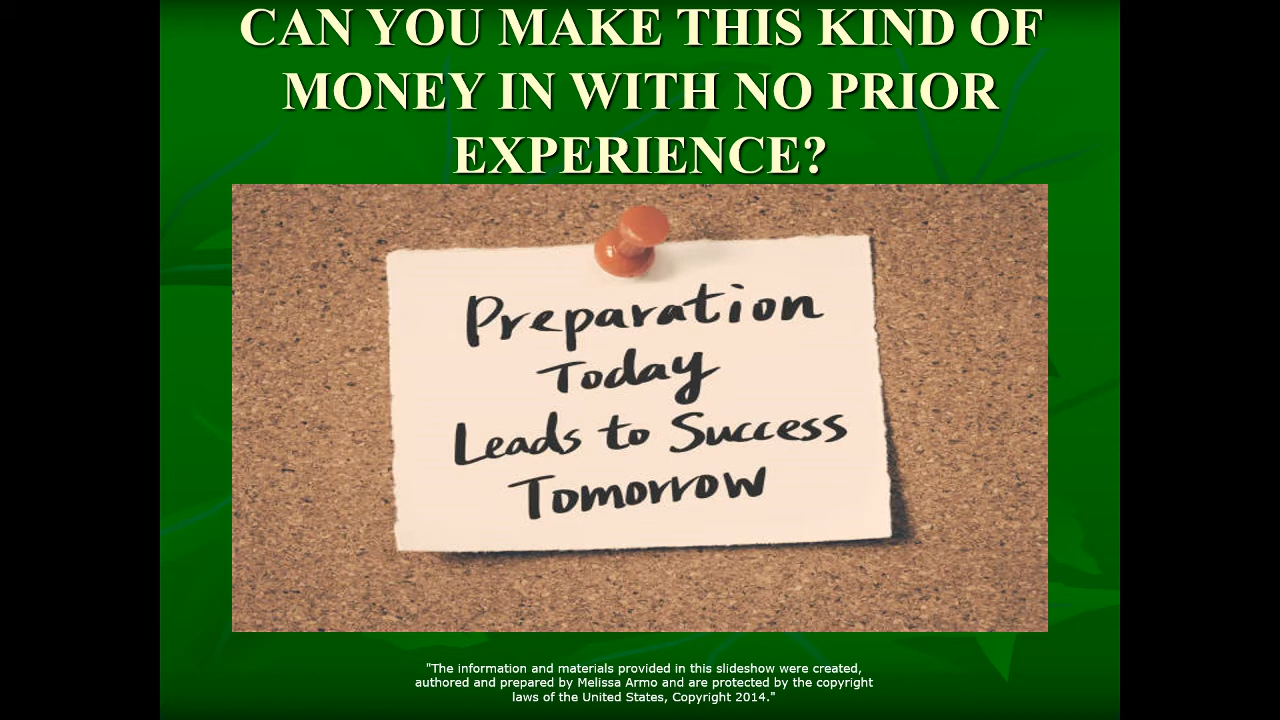 CAN YOU MAKE THIS KIND OF
MONEY IN WITH NO PRIOR
EXPERIENCE?
Preparation
Today
Leads to Success
Tomorrow
"The information and materials provided in this slideshow were created,
authored and prepared by Melissa Armo and are protected by the copyright
laws of the United States, Copyright 2014."